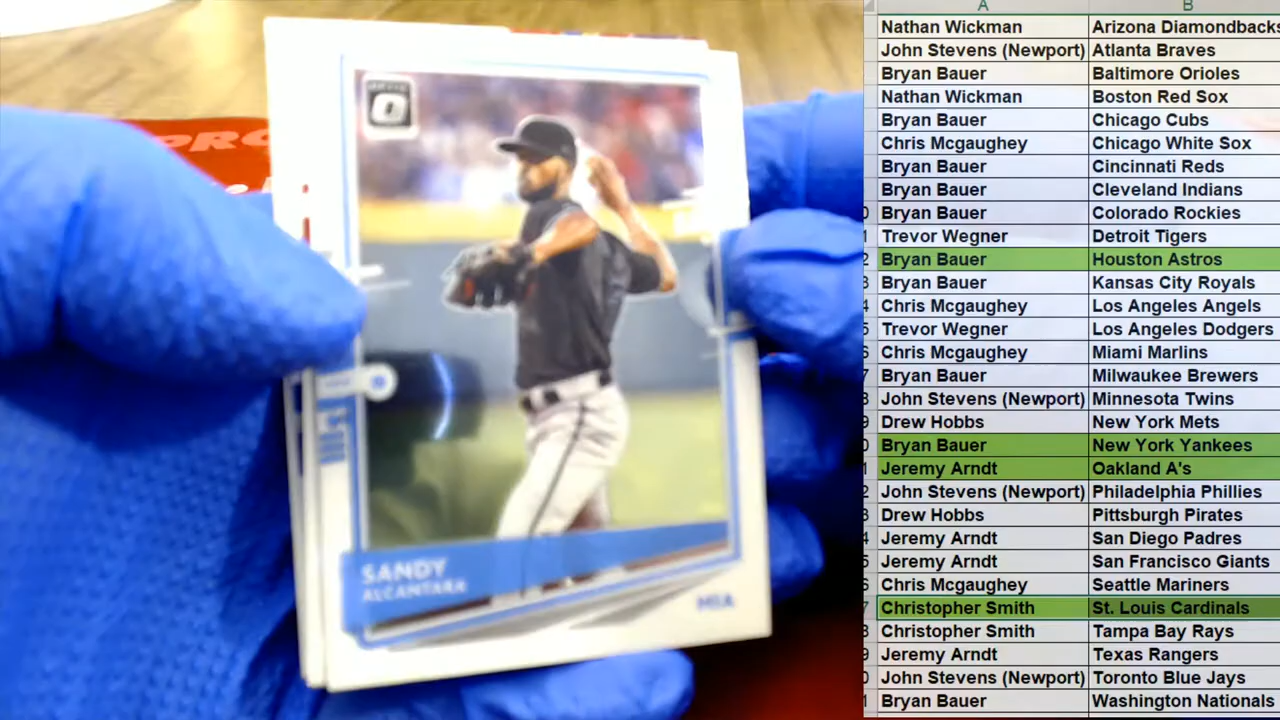 PRO
O
SANDY
ALCANTARA
MIA
A B
Nathan Wickman Arizona Diamondbacks
John Stevens (Newport) Atlanta Braves
Bryan Bauer Baltimore Orioles
Nathan Wickman Boston Red Sox
Bryan Bauer Chicago Cubs
Chris Mcgaughey Chicago White Sox
Bryan Bauer Cincinnati Reds
Bryan Bauer Cleveland Indians
Bryan Bauer Colorado Rockies
Trevor Wegner Detroit Tigers
Bryan Bauer Houston Astros
Bryan Bauer Kansas City Royals
Chris Mcgaughey Los Angeles Angels
Trevor Wegner Los Angeles Dodgers
Chris Mcgaughey Miami Marlins
Bryan Bauer Milwaukee Brewers
John Stevens (Newport) Minnesota Twins
Drew Hobbs New York Mets
Bryan Bauer New York Yankees
Jeremy Arndt Oakland A's
John Stevens (Newport) Philadelphia Phillies
Drew Hobbs Pittsburgh Pirates
Jeremy Arndt San Diego Padres
Jeremy Arndt San Francisco Giants
Chris Mcgaughey Seattle Mariners
Christopher Smith St. Louis Cardinals
Christopher Smith Tampa Bay Rays
Jeremy Arndt Texas Rangers
John Stevens (Newport) Toronto Blue Jays
Bryan Bauer Washington Nationals